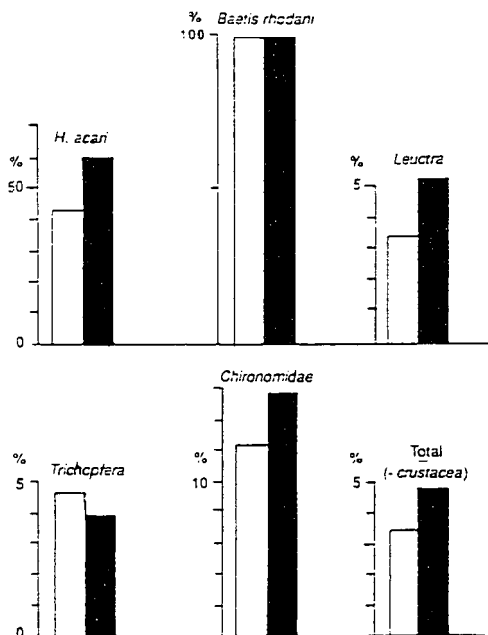 %
Baetis rhodani
100
H. acari
%
50
0
Leuctra
%
5
Trichoptera
%
5
0
Chironomidae
%
10
Total
(- crustacea)
%
5